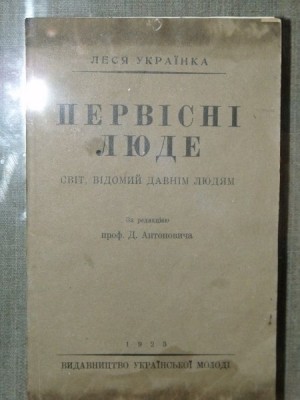 ЛЕСЯ УКРАЇНКА
ПЕРВІСНІ
ЛЮДЕ
СВІТ, ВІДОМИЙ ДАВНІМ ЛЮДЯМ
За редакцією
проф. Д. Антоновича
ВИДАВНИЦТВО УКРАЇНСЬКОЇ МОЛОДІ